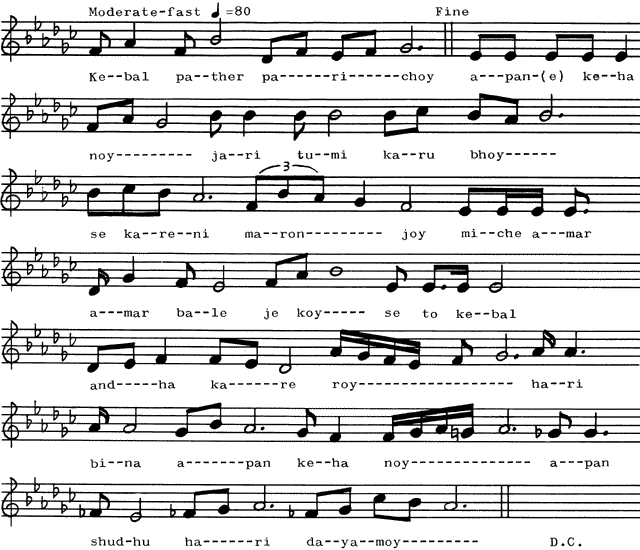 Moderate-fast ♩=80 Fine
Ke--bal pa--ther pa------ri-----choy a---pan-(e) ke--ha
noy--------- ja--ri tu--mi ka--ru bhoy------
3
se ka--re--ni ma--ron--------- joy mi--che a---mar
a---mar ba--le je koy----- se to ke--bal
and-----ha ka----re roy------------------ ha--ri
bi--na a------pan ke--ha noy------------- a---pan
shud-hu ha------ri da--ya--moy--------- D.C.